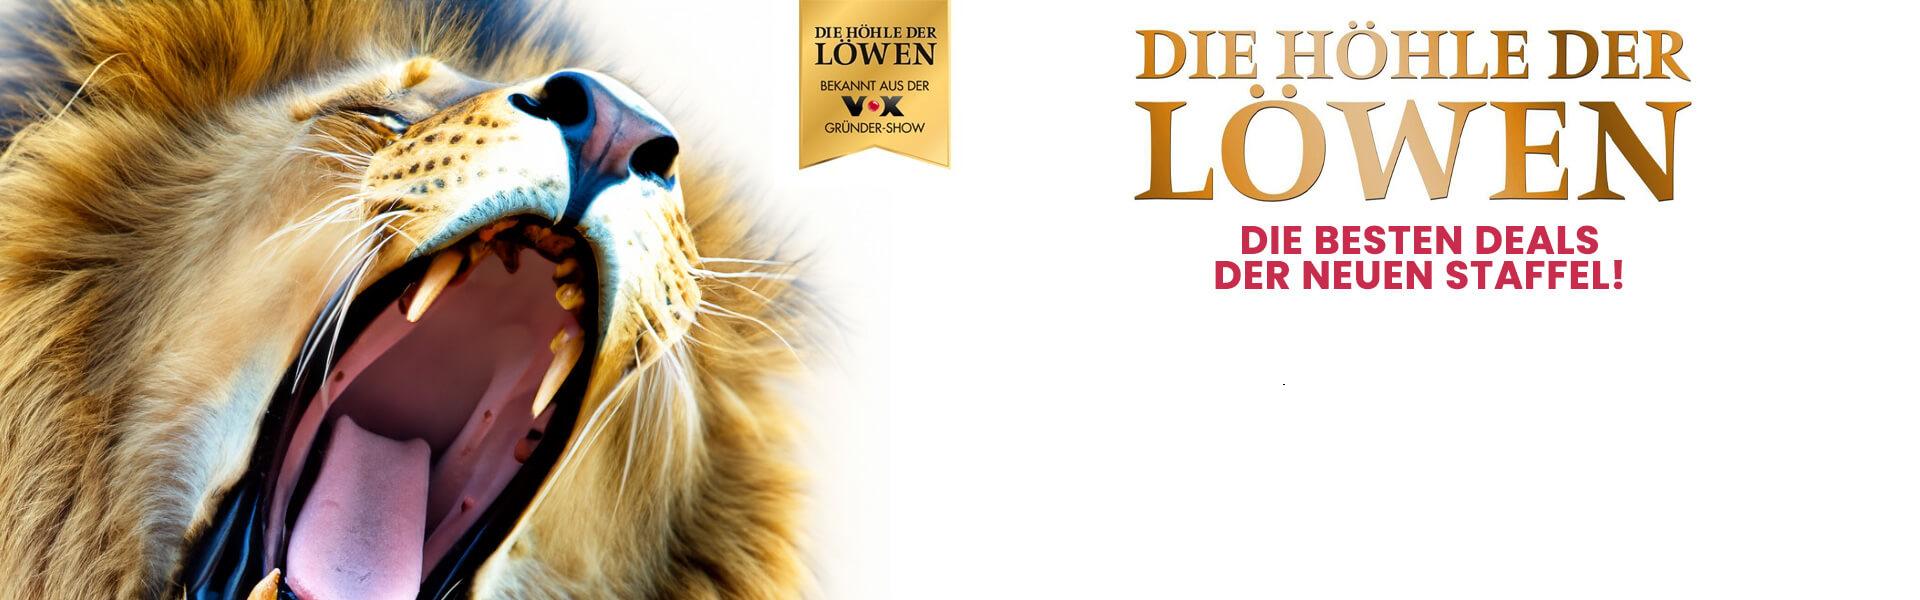 DIE HÖHLE DER
LÖWEN
BEKANNT AUS DER
VOX
GRÜNDER-SHOW
DIE HÖHLE DER
LÖWEN
DIE BESTEN DEALS
DER NEUEN STAFFEL!